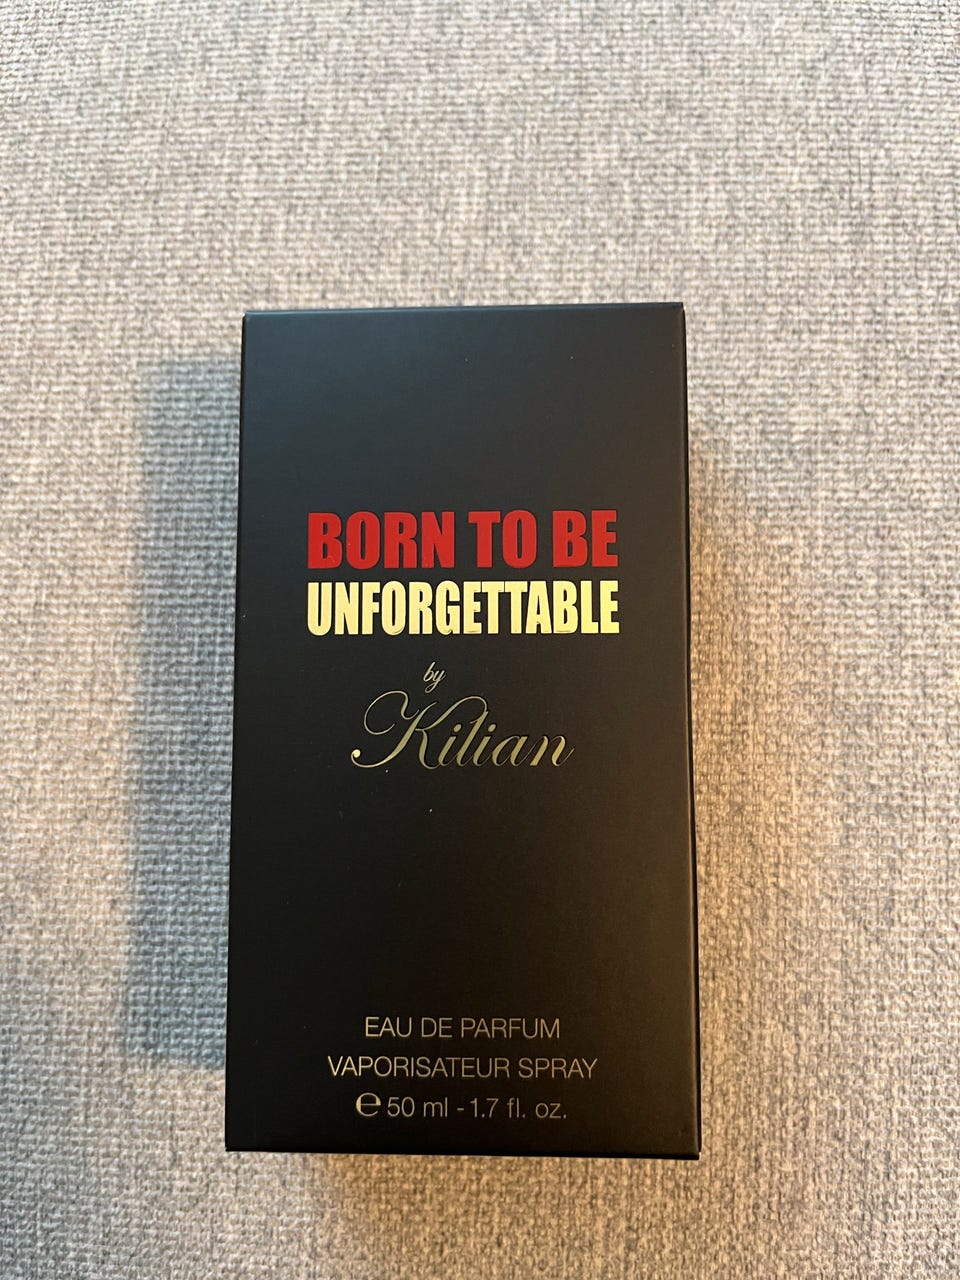 BORN TO BE
UNFORGETTABLE
by
Kilian
EAU DE PARFUM
VAPORISATEUR SPRAY
℮ 50 ml - 1.7 fl. oz.